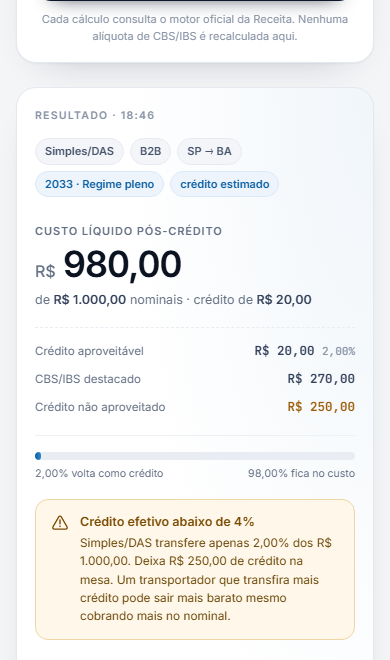 Cada cálculo consulta o motor oficial da Receita. Nenhuma
alíquota de CBS/IBS é recalculada aqui.
RESULTADO · 18:46
Simples/DAS B2B SP → BA
2033 · Regime pleno crédito estimado
CUSTO LÍQUIDO PÓS-CRÉDITO
R$ 980,00
de R$ 1.000,00 nominais · crédito de R$ 20,00
Crédito aproveitável R$ 20,00 2,00%
CBS/IBS destacado R$ 270,00
Crédito não aproveitado R$ 250,00
2,00% volta como crédito 98,00% fica no custo
Crédito efetivo abaixo de 4%
Simples/DAS transfere apenas 2,00% dos R$
1.000,00. Deixa R$ 250,00 de crédito na
mesa. Um transportador que transfira mais
crédito pode sair mais barato mesmo
cobrando mais no nominal.